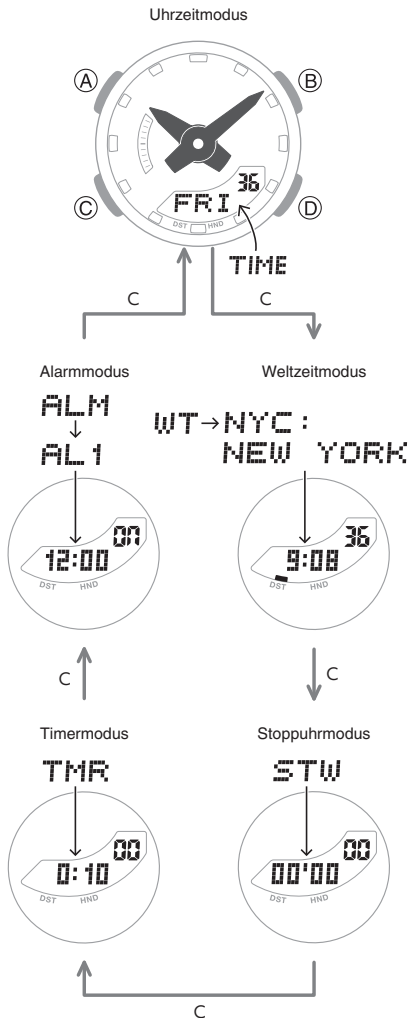 Uhrzeitmodus
A
B
C
D
36
FRI
DST HND
TIME
C
C
Alarmmodus
Weltzeitmodus
ALM
↓
AL1
WT→NYC:
NEW YORK
ON
12:00
DST HND
36
9:08
DST HND
C
C
Timermodus
Stoppuhrmodus
TMR
STW
00
0:10
DST HND
00
00'00
DST HND
C